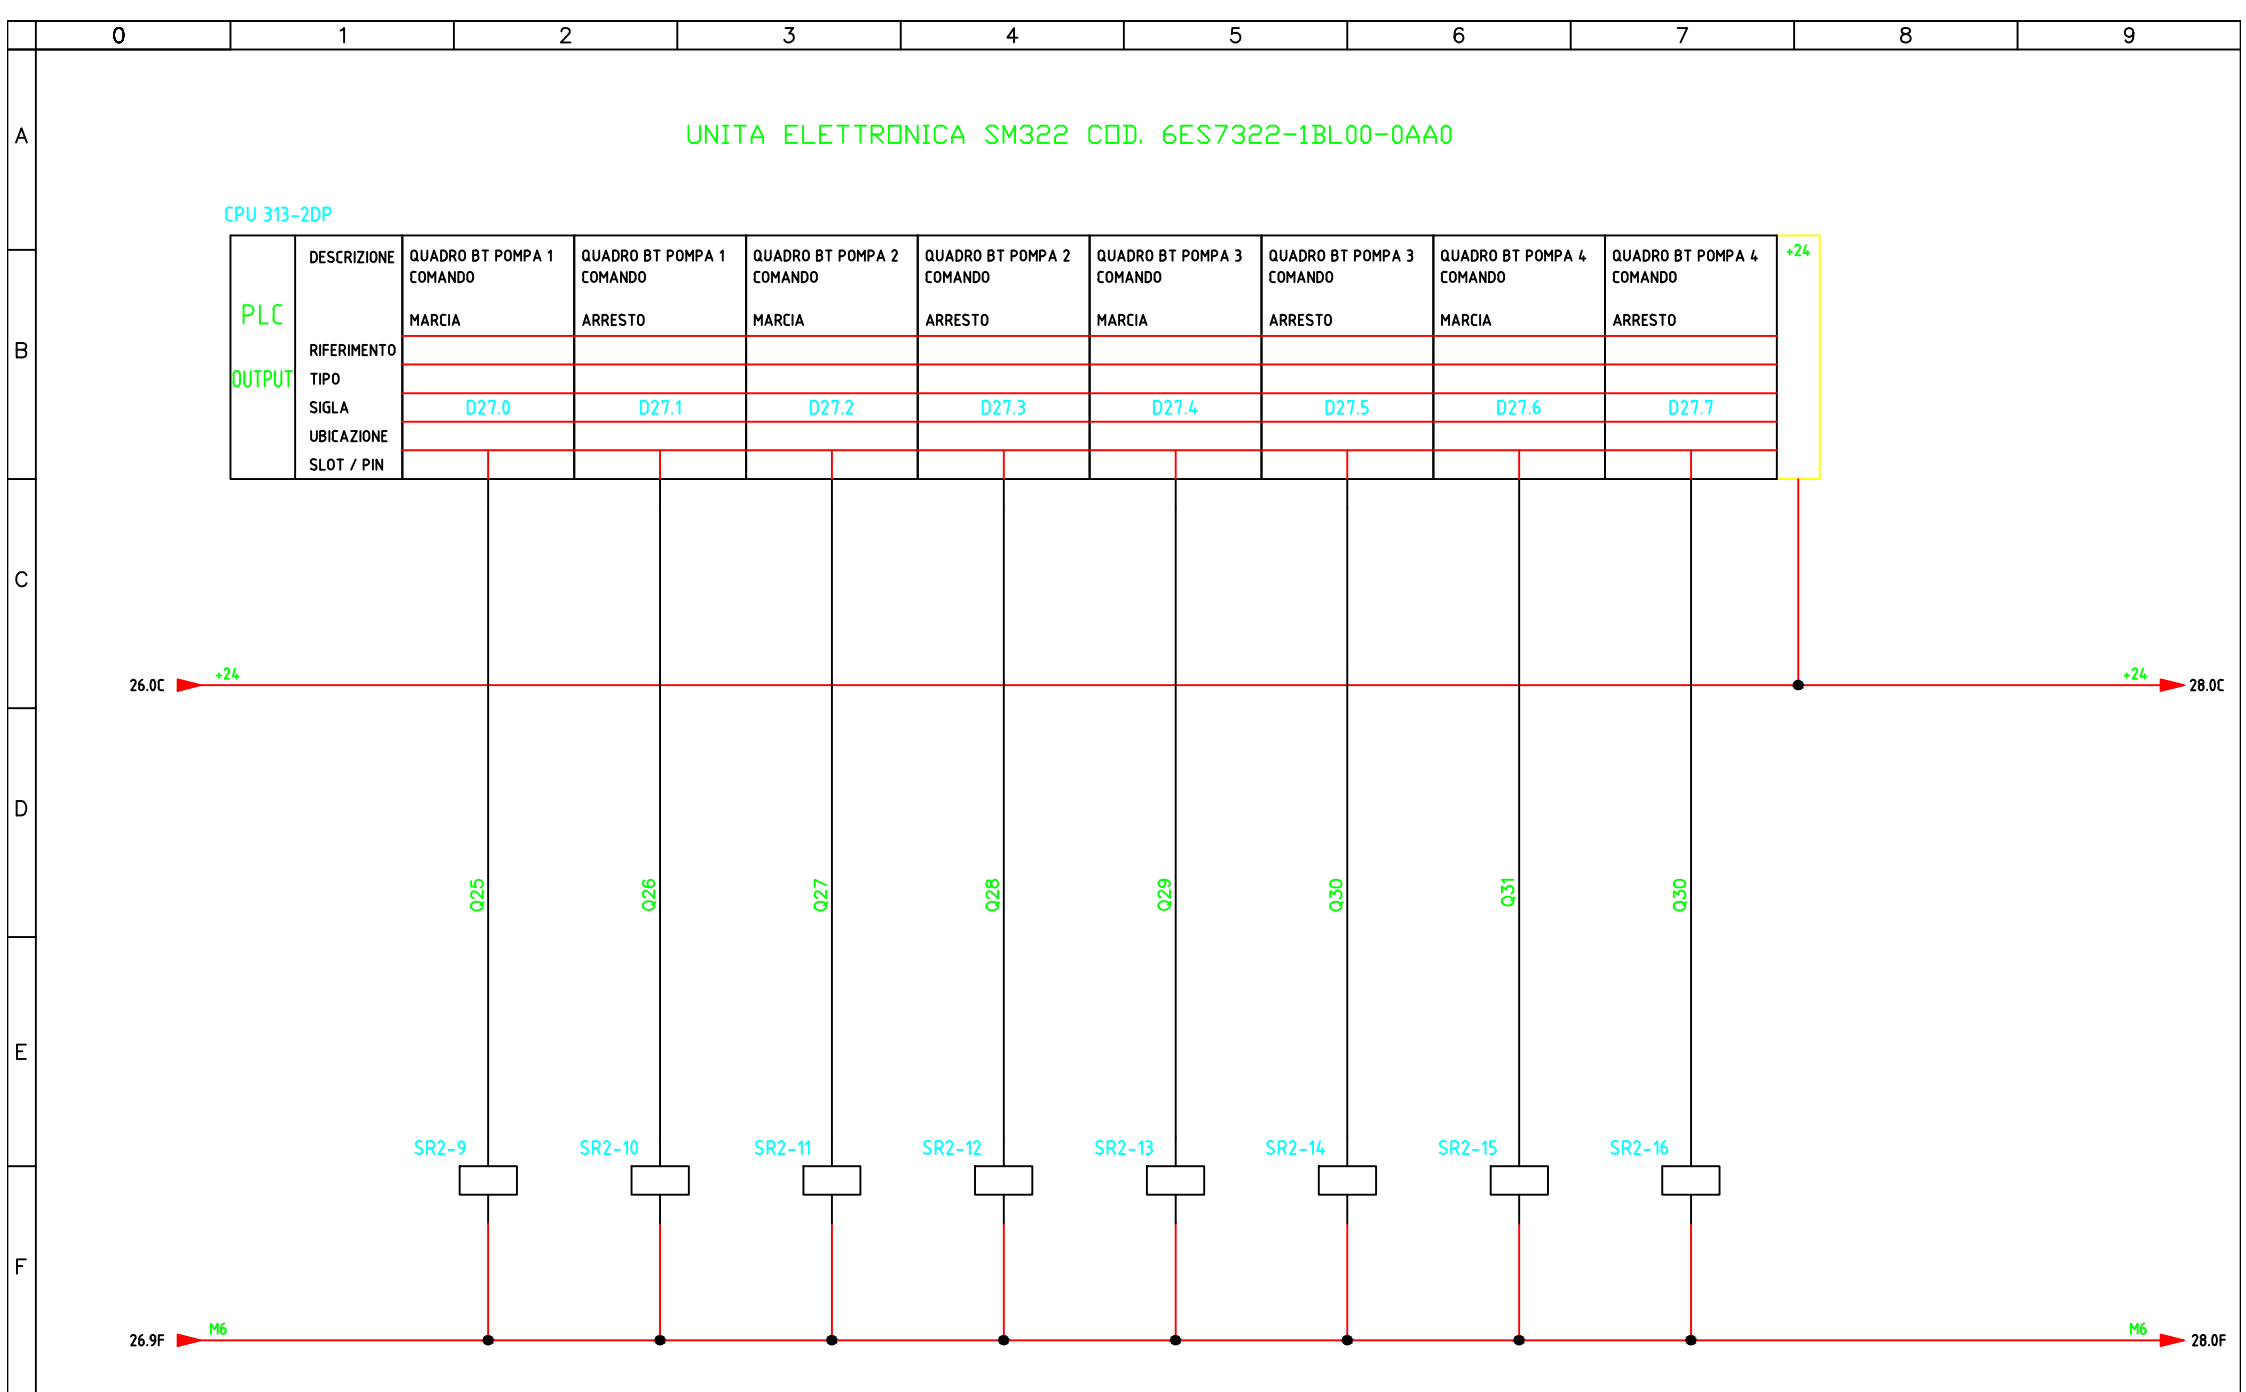 0 1 2 3 4 5 6 7 8 9
A
UNITA ELETTRONICA SM322 COD. 6ES7322-1BL00-0AA0
CPU 313-2DP
DESCRIZIONE QUADRO BT POMPA 1 QUADRO BT POMPA 1 QUADRO BT POMPA 2 QUADRO BT POMPA 2 QUADRO BT POMPA 3 QUADRO BT POMPA 3 QUADRO BT POMPA 4 QUADRO BT POMPA 4 +24
COMANDO COMANDO COMANDO COMANDO COMANDO COMANDO COMANDO COMANDO
PLC MARCIA ARRESTO MARCIA ARRESTO MARCIA ARRESTO MARCIA ARRESTO
B RIFERIMENTO
OUTPUT TIPO
SIGLA D27.0 D27.1 D27.2 D27.3 D27.4 D27.5 D27.6 D27.7
UBICAZIONE
SLOT / PIN
C
+24 +24
26.0C 28.0C
D
Q25 Q26 Q27 Q28 Q29 Q30 Q31 Q30
E
SR2-9 SR2-10 SR2-11 SR2-12 SR2-13 SR2-14 SR2-15 SR2-16
F
M6 M6
26.9F 28.0F